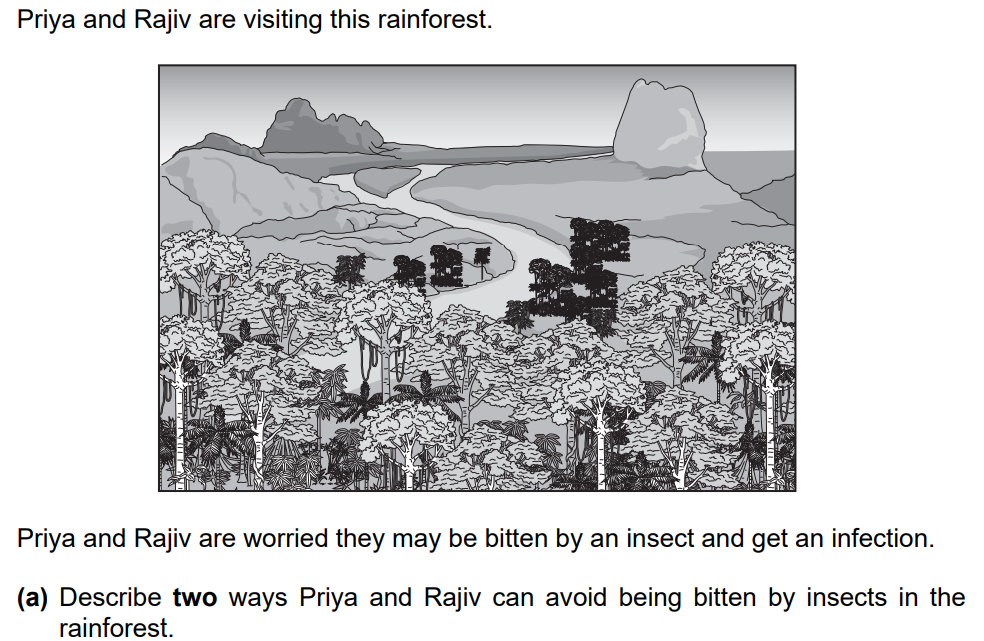 Priya and Rajiv are visiting this rainforest.
Priya and Rajiv are worried they may be bitten by an insect and get an infection.
(a) Describe two ways Priya and Rajiv can avoid being bitten by insects in the
rainforest.